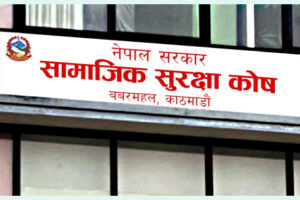 नेपाल सरकार
सामाजिक सुरक्षा कोष
बबरमहल, काठमाडौं